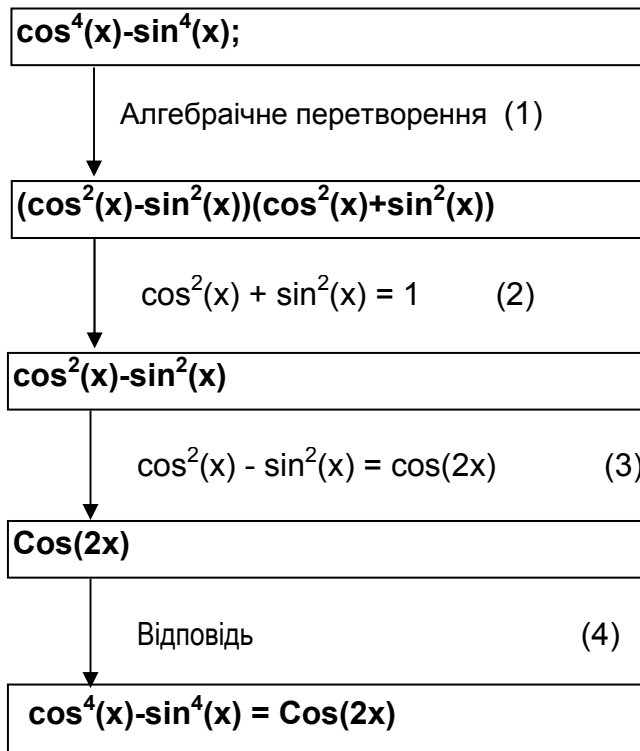 cos⁴(x)-sin⁴(x);
Алгебраічне перетворення (1)
(cos²(x)-sin²(x))(cos²(x)+sin²(x))
cos²(x) + sin²(x) = 1 (2)
cos²(x)-sin²(x)
cos²(x) - sin²(x) = cos(2x) (3)
Cos(2x)
Відповідь (4)
cos⁴(x)-sin⁴(x) = Cos(2x)